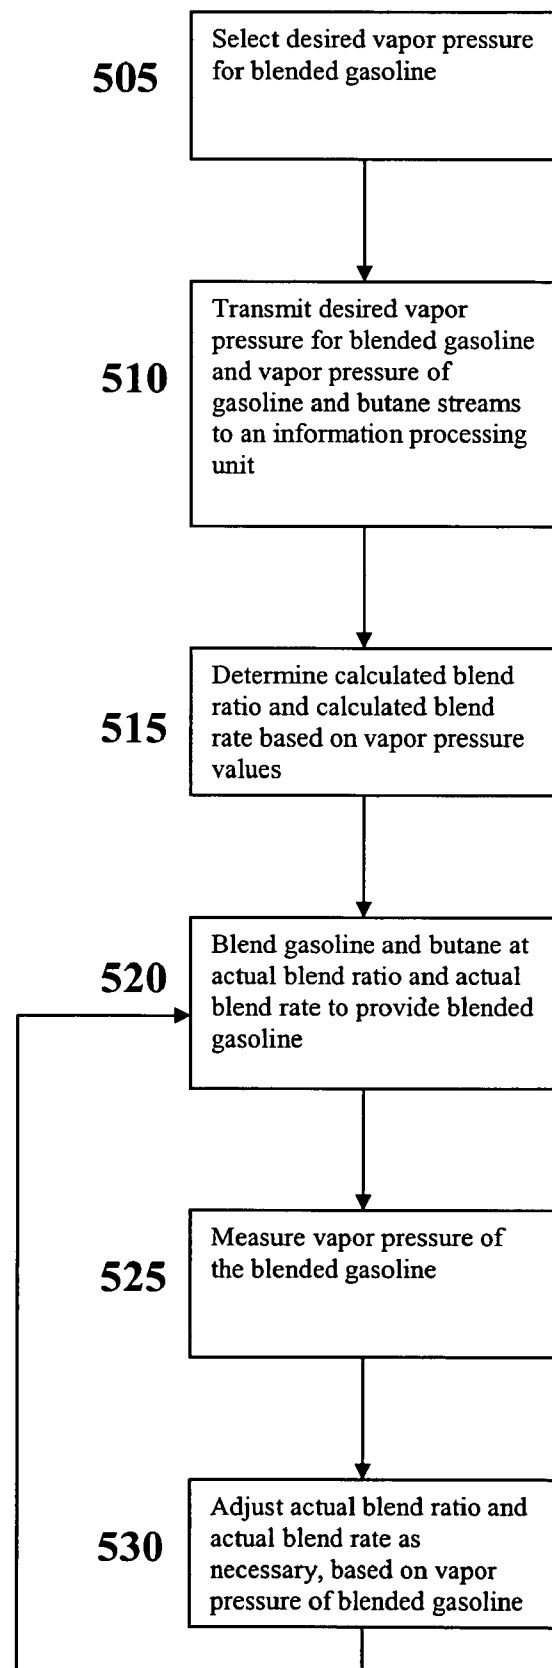 505
Select desired vapor pressure
for blended gasoline
510
Transmit desired vapor
pressure for blended gasoline
and vapor pressure of
gasoline and butane streams
to an information processing
unit
515
Determine calculated blend
ratio and calculated blend
rate based on vapor pressure
values
520
Blend gasoline and butane at
actual blend ratio and actual
blend rate to provide blended
gasoline
525
Measure vapor pressure of
the blended gasoline
530
Adjust actual blend ratio and
actual blend rate as
necessary, based on vapor
pressure of blended gasoline